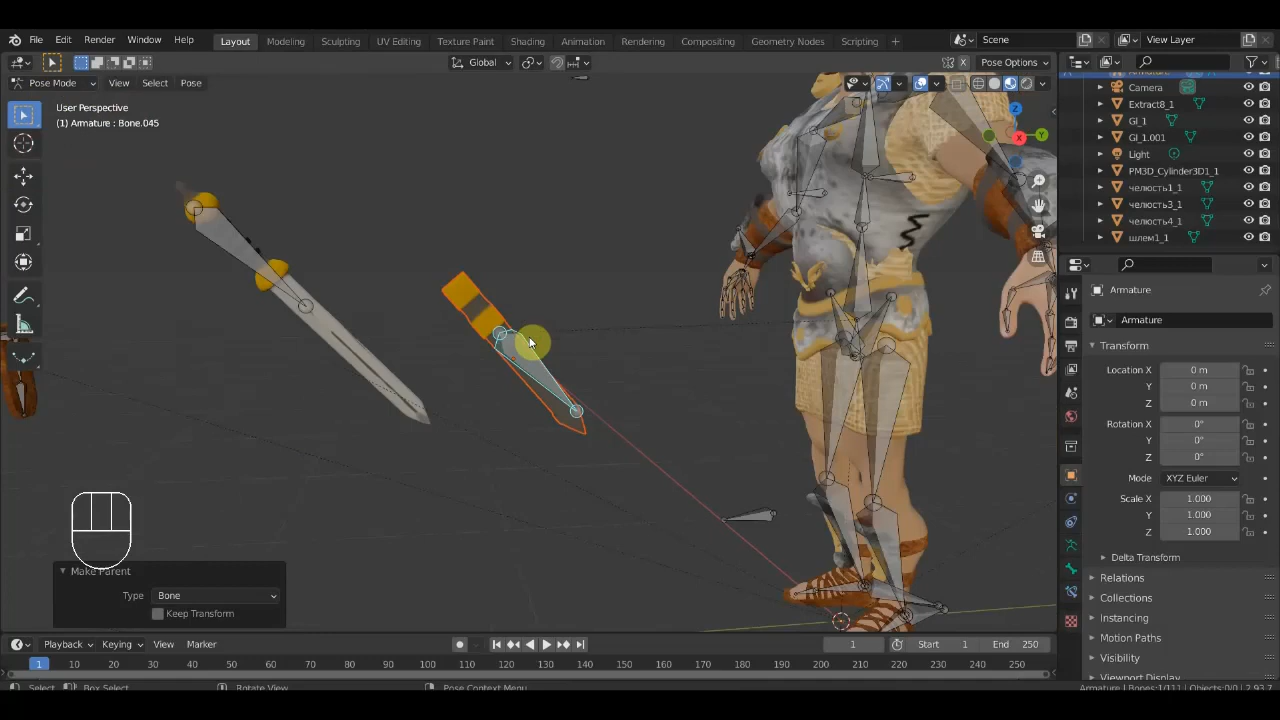 File Edit Render Window Help Layout Modeling Sculpting UV Editing Texture Paint Shading Animation Rendering Compositing Geometry Nodes Scripting + Scene View Layer
Global Pose Options
Pose Mode View Select Pose
User Perspective
(1) Armature : Bone.045
Armature
Camera
Extract8_1
GI_1
GI_1.001
Light
PM3D_Cylinder3D1_1
челюсть1_1
челюсть3_1
челюсть4_1
шлем1_1
X
Y
Z
Armature
Armature
Transform
Location X 0 m
Y 0 m
Z 0 m
Rotation X 0°
Y 0°
Z 0°
Mode XYZ Euler
Scale X 1.000
Y 1.000
Z 1.000
Delta Transform
Relations
Collections
Instancing
Motion Paths
Visibility
Viewport Display
Make Parent
Type Bone
Keep Transform
Playback Keying View Marker 1 Start 1 End 250
1 10 20 30 40 50 60 70 80 90 100 110 120 130 140 150 160 170 180 190 200 210 220 230 240 250
Select Box Select Rotate View Pose Context Menu Armature | Bones:1/111 | Objects:0/0 | 2.93.7